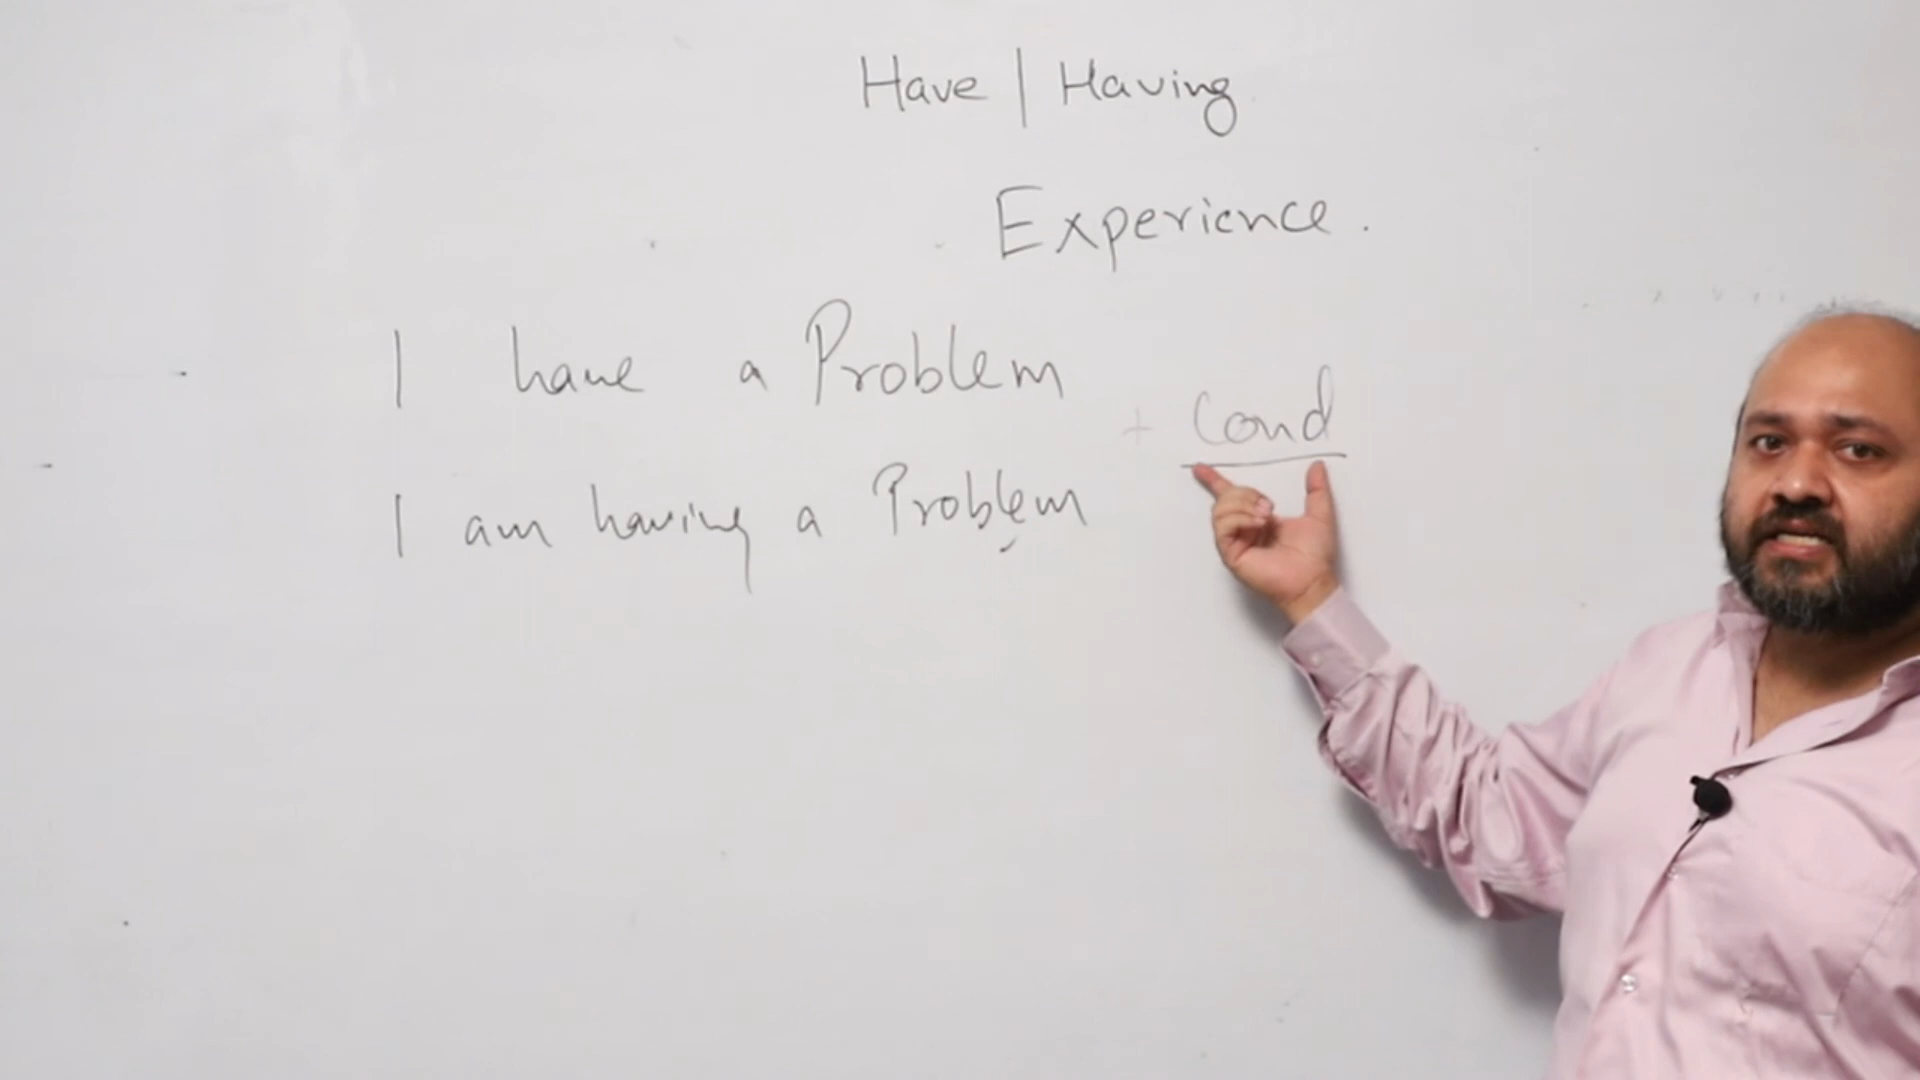 Have | Having
Experience.
I have a Problem
+ Cond
I am having a Problem